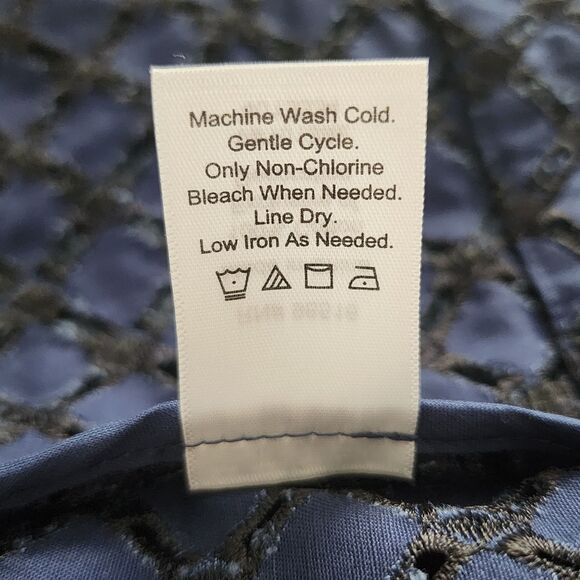 Machine Wash Cold.
Gentle Cycle.
Only Non-Chlorine
Bleach When Needed.
Line Dry.
Low Iron As Needed.